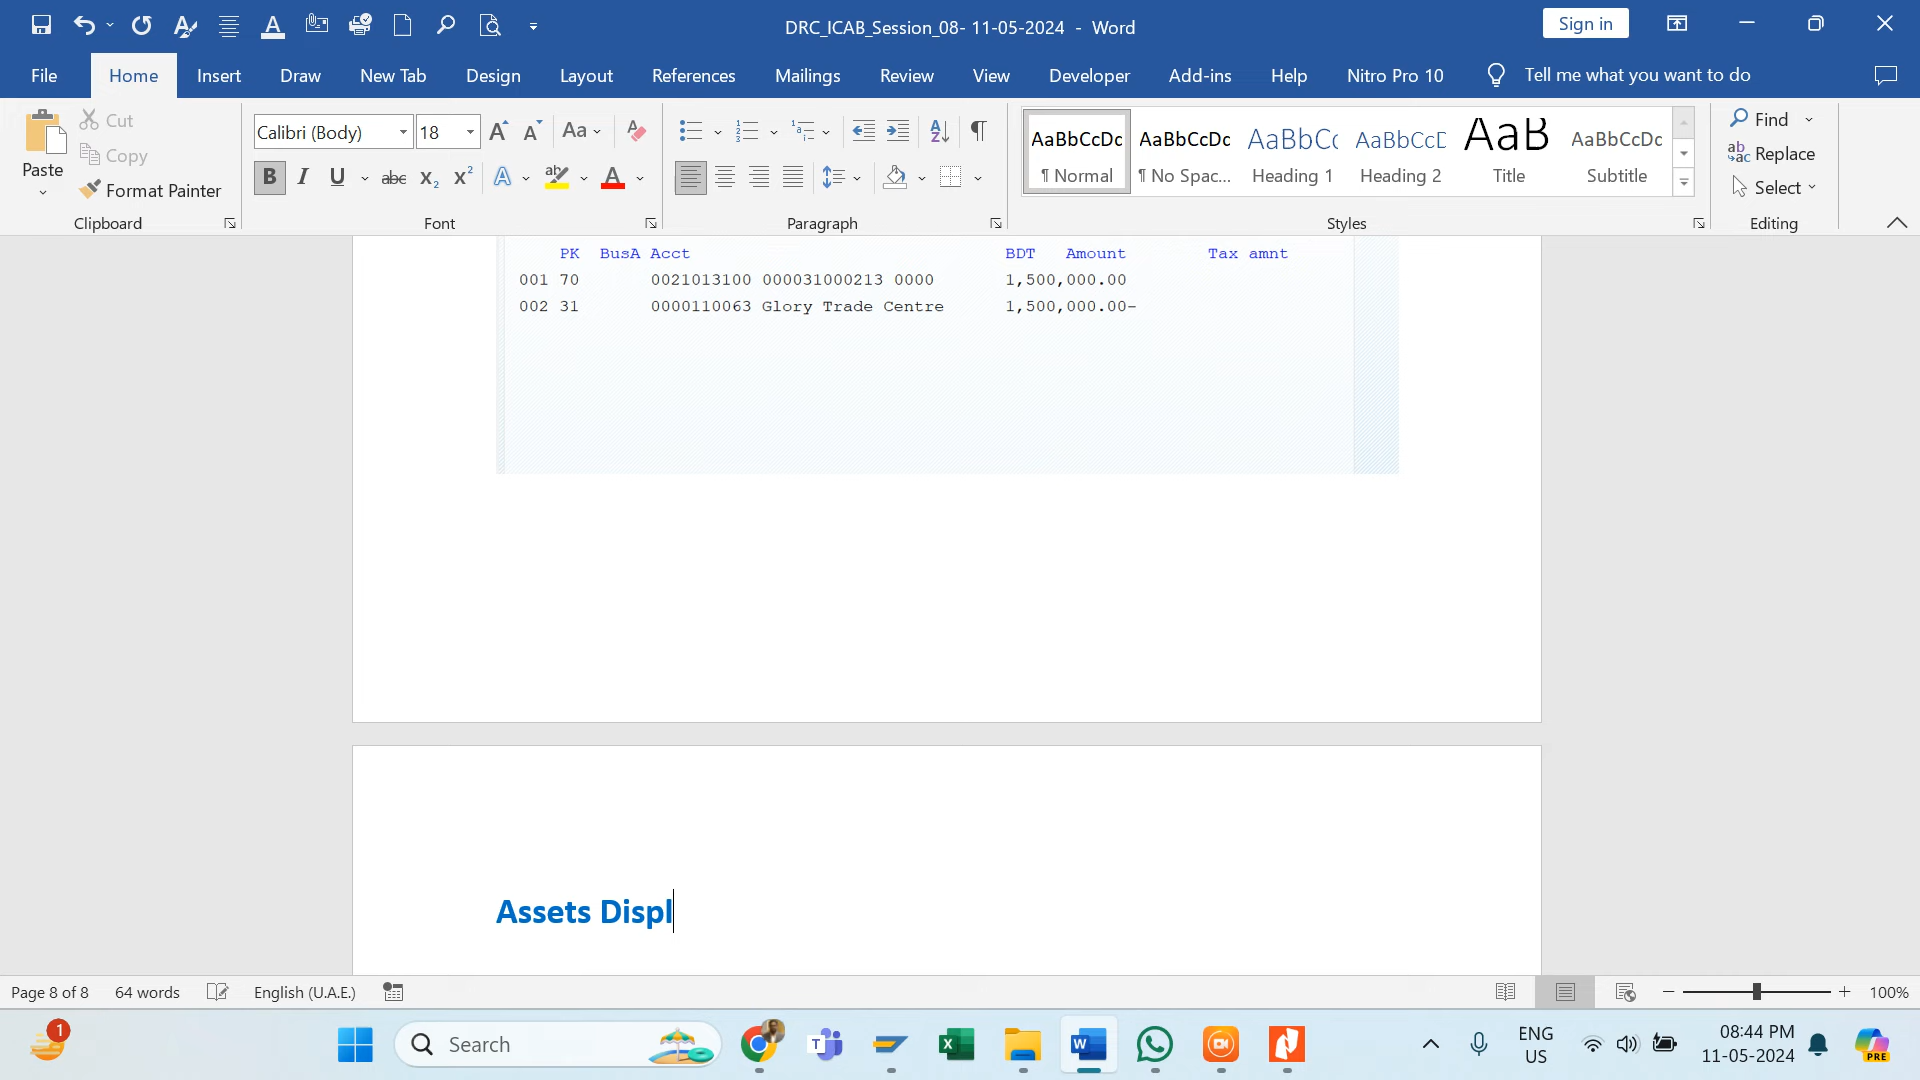 DRC_ICAB_Session_08- 11-05-2024 - Word
Sign in
File Home Insert Draw New Tab Design Layout References Mailings Review View Developer Add-ins Help Nitro Pro 10 Tell me what you want to do
Paste
Cut
Copy
Format Painter
Clipboard
Calibri (Body) 18
Font
Paragraph
AaBbCcDc AaBbCcDc AaBbCc AaBbCcD AaB AaBbCcDc
¶ Normal ¶ No Spac... Heading 1 Heading 2 Title Subtitle
Styles
Find
Replace
Select
Editing
PK BusA Acct BDT Amount Tax amnt
001 70 0021013100 000031000213 0000 1,500,000.00
002 31 0000110063 Glory Trade Centre 1,500,000.00-
Assets Displ
Page 8 of 8 64 words English (U.A.E.) 100%
1
Search
ENG
US
08:44 PM
11-05-2024
PRE